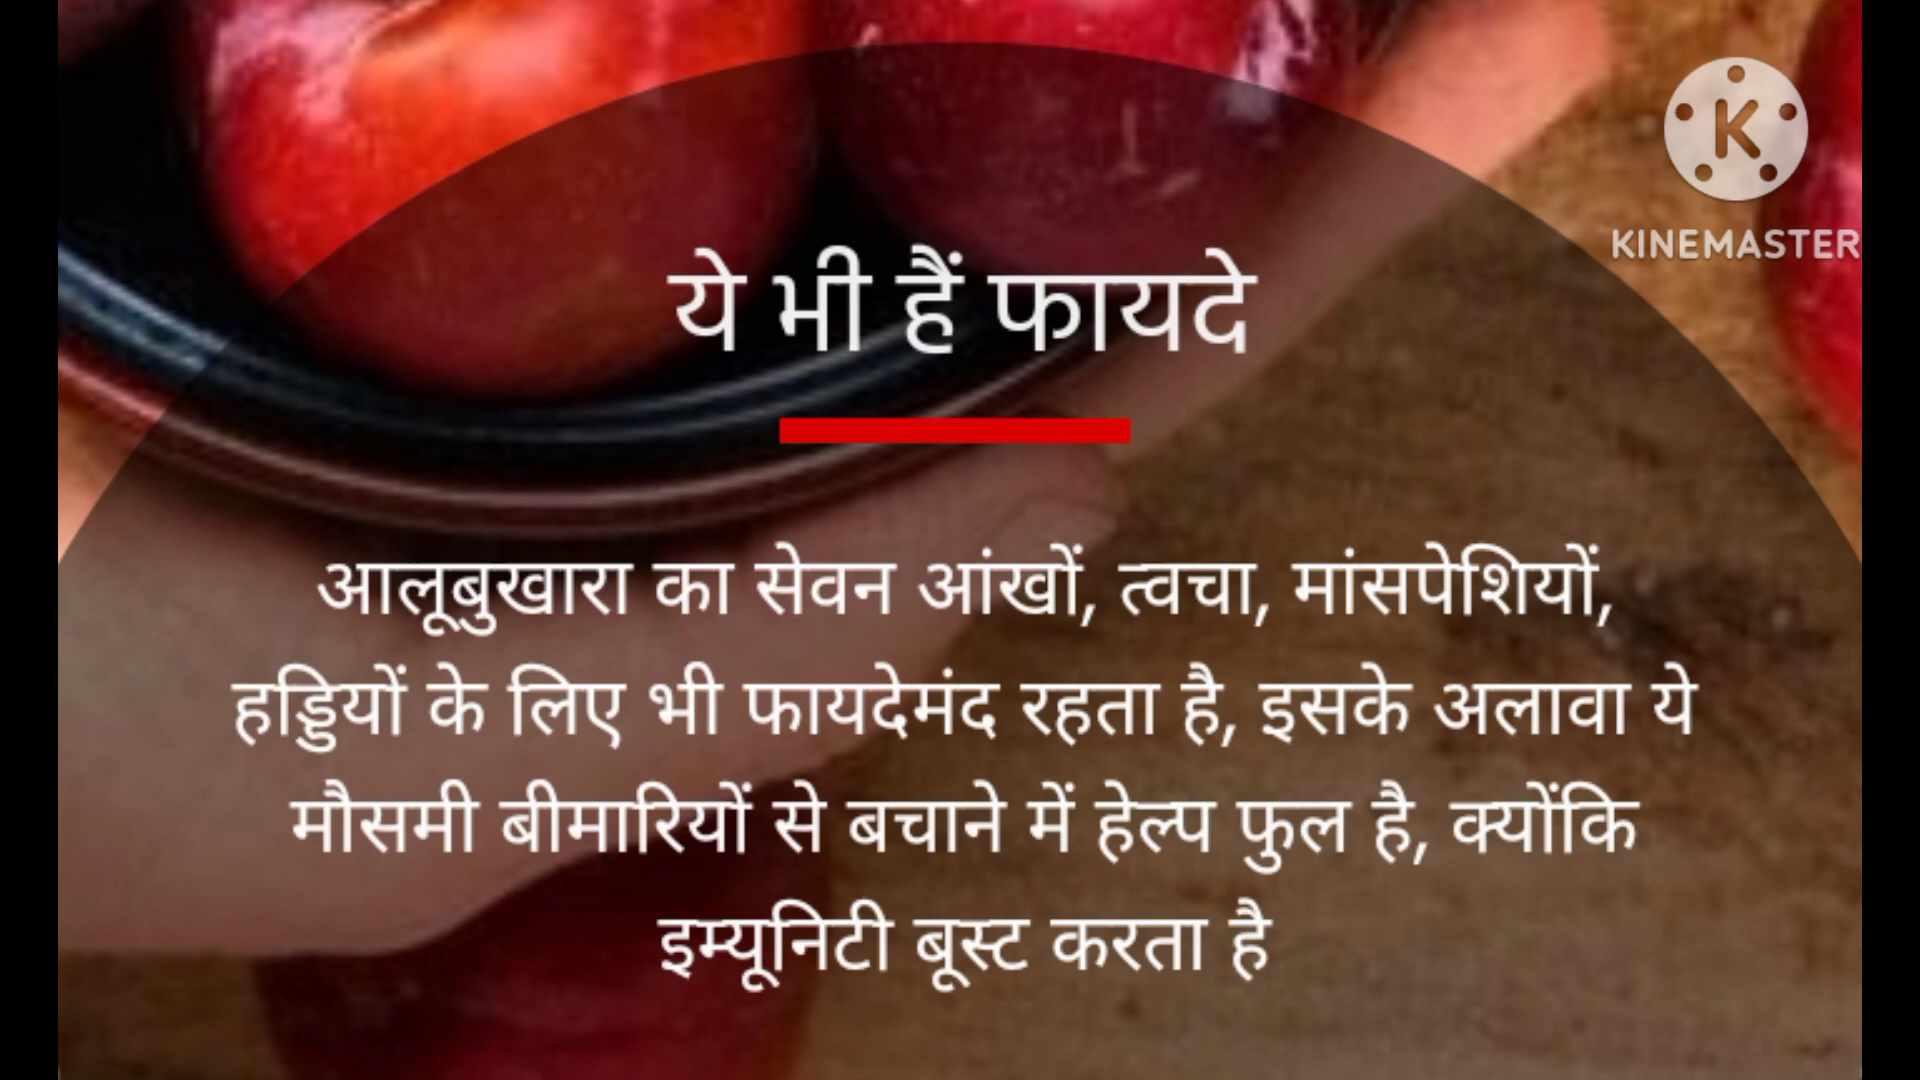 KINEMASTER
ये भी हैं फायदे
आलूबुखारा का सेवन आंखों, त्वचा, मांसपेशियों,
हड्डियों के लिए भी फायदेमंद रहता है, इसके अलावा ये
मौसमी बीमारियों से बचाने में हेल्प फुल है, क्योंकि
इम्यूनिटी बूस्ट करता है